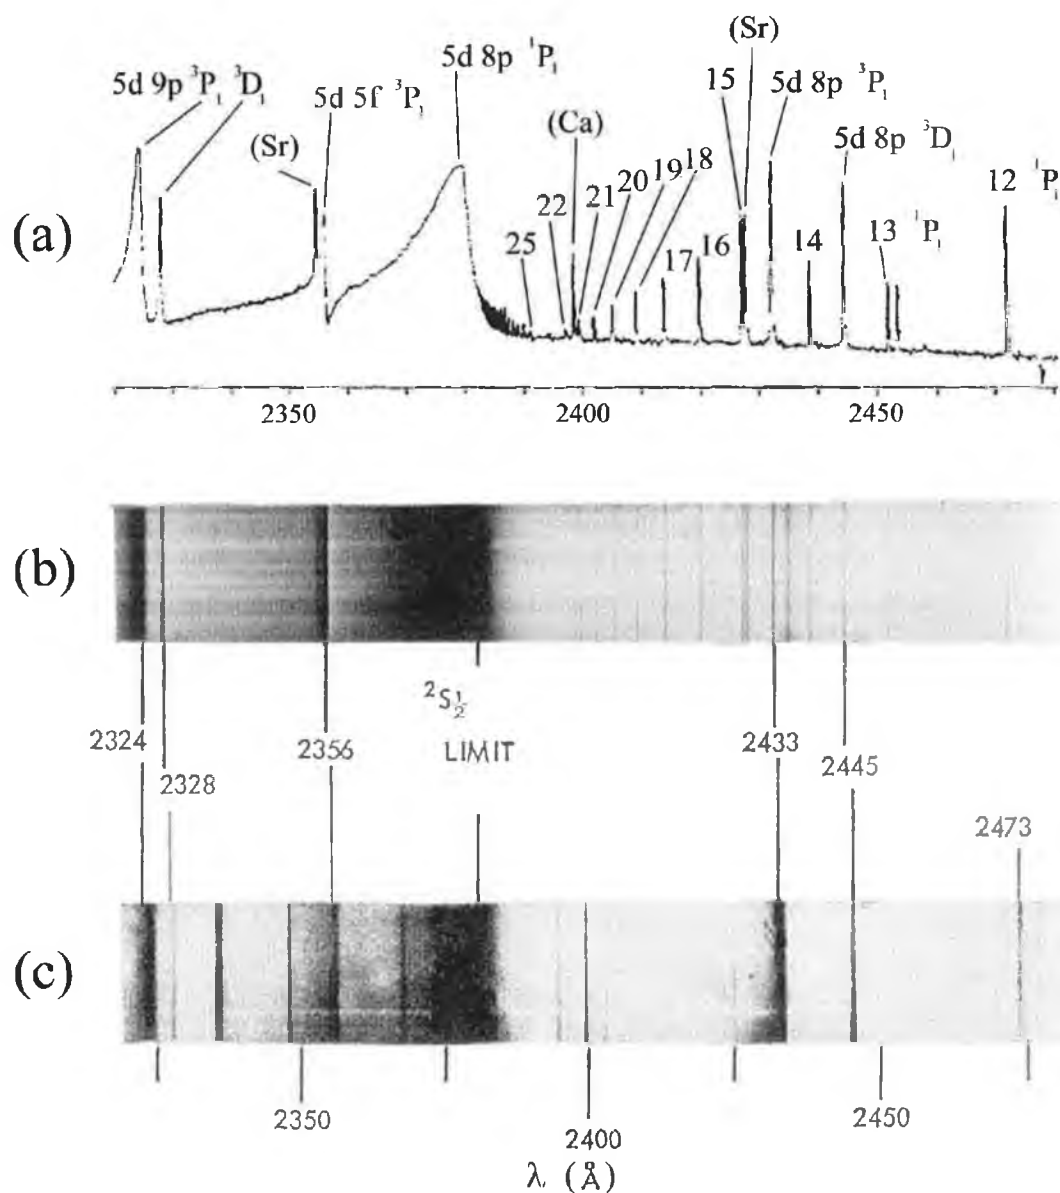 (a)
5d 9p ³P₁ ³D₁
(Sr)
5d 5f ³P₁
5d 8p ¹P₁
(Ca)
25
22
21
20
19
18
17
16
15
(Sr)
5d 8p ³P₁
14
5d 8p ³D₁
13 ¹P₁
12 ¹P₁
2350 2400 2450
(b)
2324
2328
2356
²S½
LIMIT
2433
2445
2473
(c)
2350
2400
2450
λ (Å)